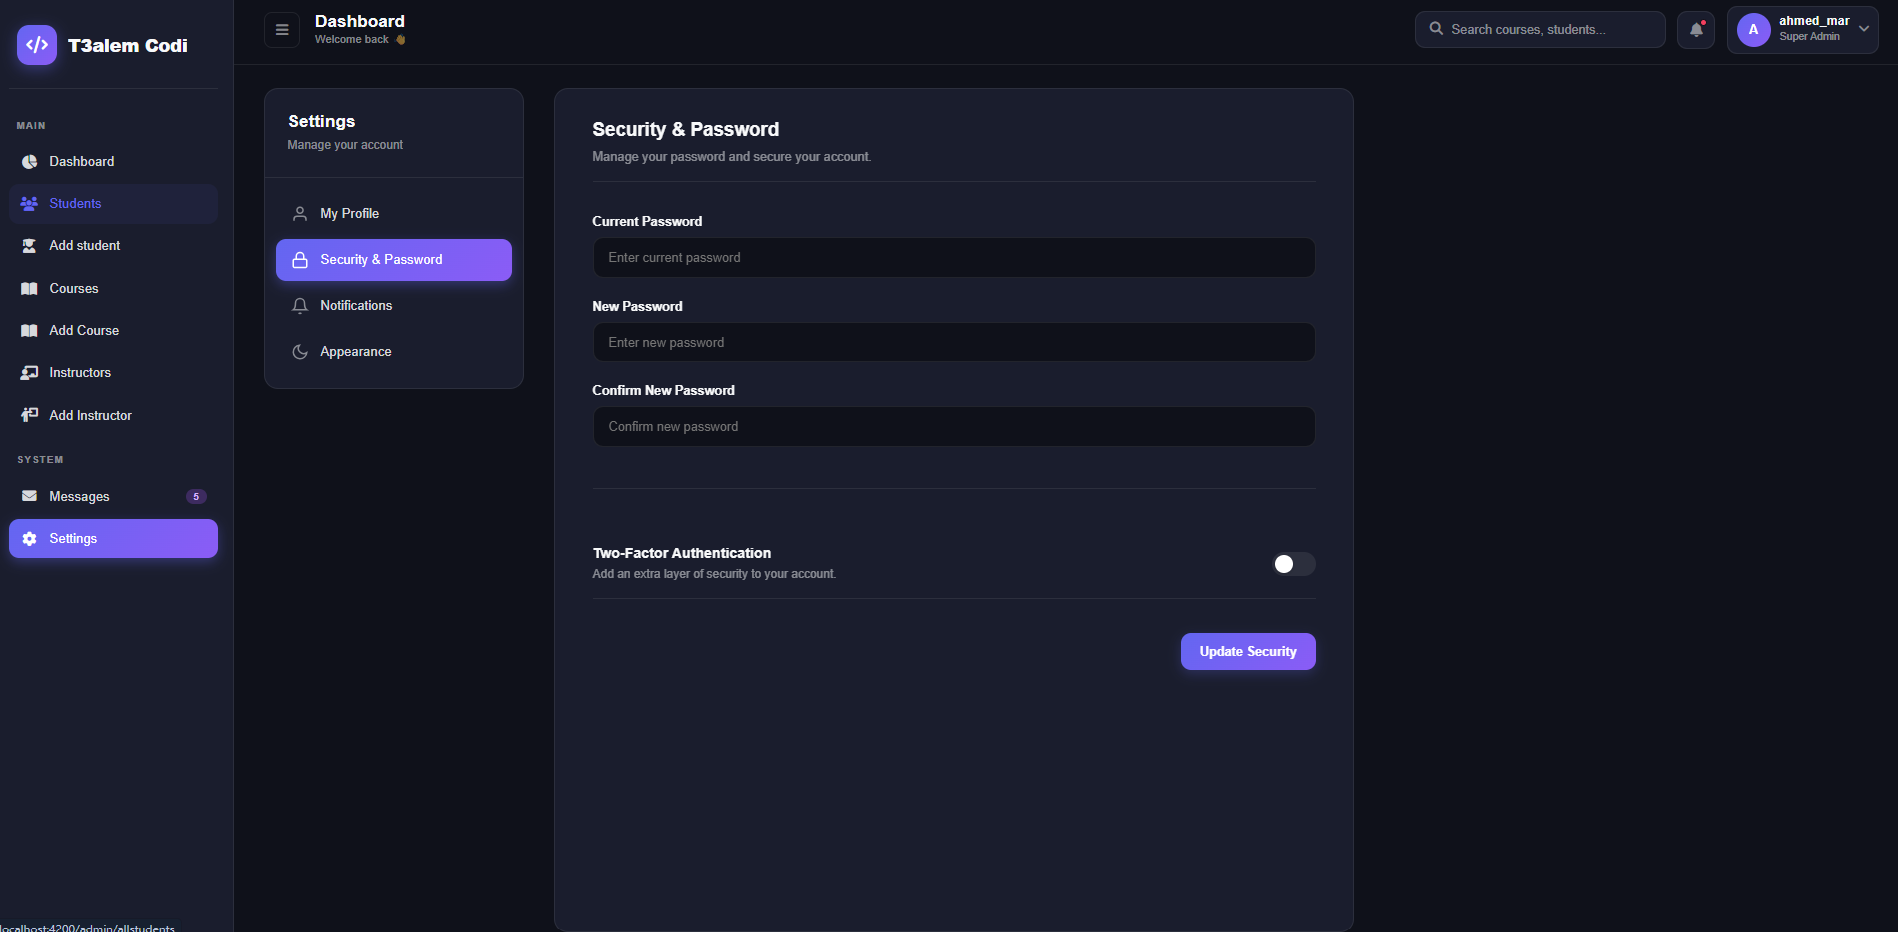 T3alem Codi
MAIN
Dashboard
Students
Add student
Courses
Add Course
Instructors
Add Instructor
SYSTEM
Messages 5
Settings
localhost:4200/admin/allstudents
Dashboard
Welcome back 👋
Search courses, students...
A
ahmed_mar
Super Admin
Settings
Manage your account
My Profile
Security & Password
Notifications
Appearance
Security & Password
Manage your password and secure your account.
Current Password
Enter current password
New Password
Enter new password
Confirm New Password
Confirm new password
Two-Factor Authentication
Add an extra layer of security to your account.
Update Security